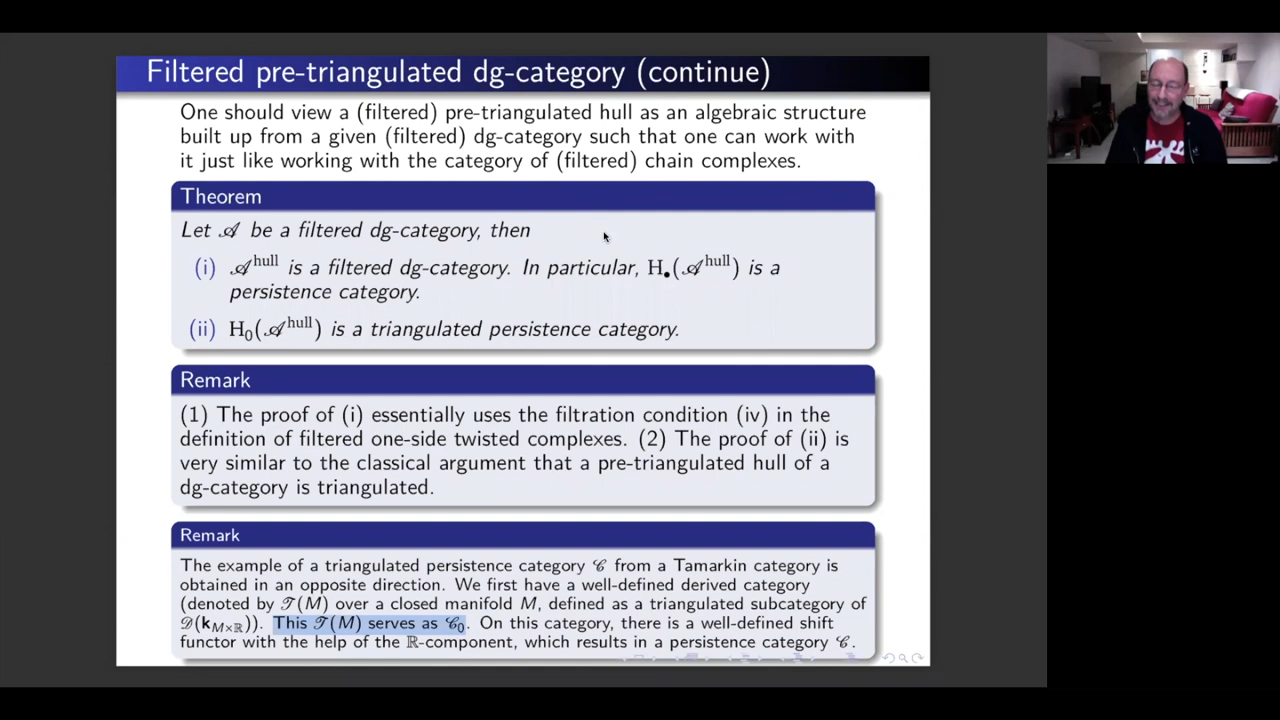 Filtered pre-triangulated dg-category (continue)
One should view a (filtered) pre-triangulated hull as an algebraic structure
built up from a given (filtered) dg-category such that one can work with
it just like working with the category of (filtered) chain complexes.
Theorem
Let 𝒜 be a filtered dg-category, then
(i) 𝒜^hull is a filtered dg-category. In particular, H_•(𝒜^hull) is a
persistence category.
(ii) H₀(𝒜^hull) is a triangulated persistence category.
Remark
(1) The proof of (i) essentially uses the filtration condition (iv) in the
definition of filtered one-side twisted complexes. (2) The proof of (ii) is
very similar to the classical argument that a pre-triangulated hull of a
dg-category is triangulated.
Remark
The example of a triangulated persistence category 𝒞 from a Tamarkin category is
obtained in an opposite direction. We first have a well-defined derived category
(denoted by 𝒯(M) over a closed manifold M, defined as a triangulated subcategory of
𝒟(k_{M×ℝ})). This 𝒯(M) serves as 𝒞₀. On this category, there is a well-defined shift
functor with the help of the ℝ-component, which results in a persistence category 𝒞.